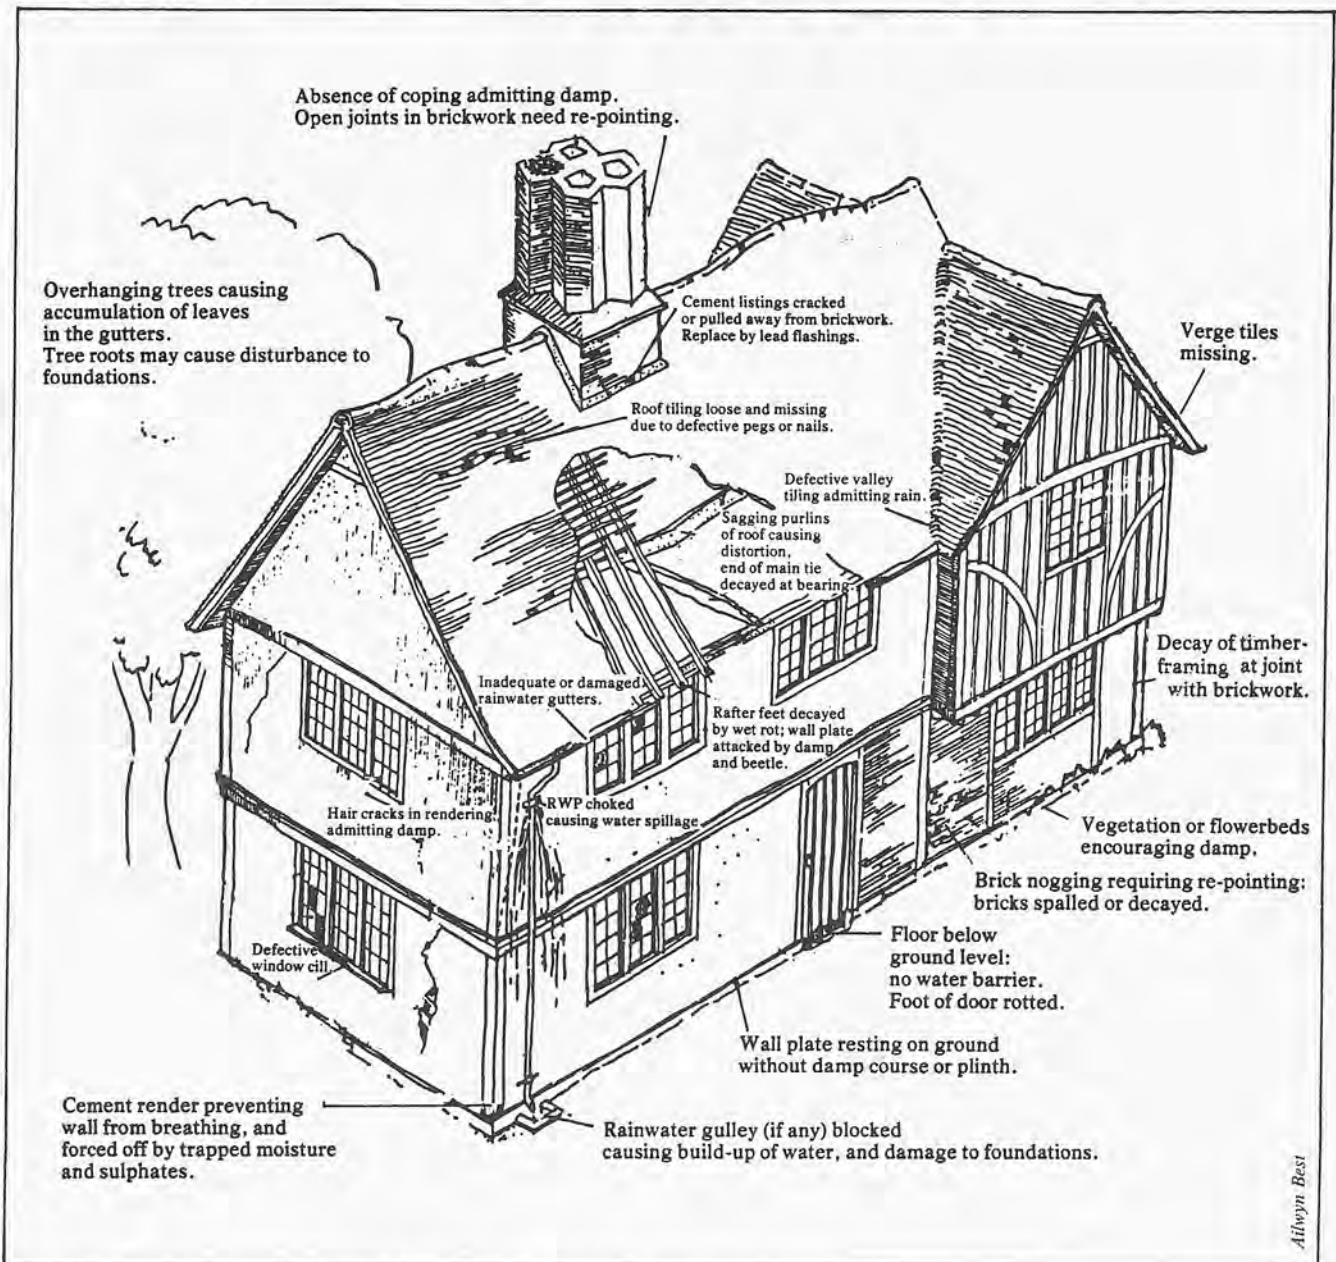 Absence of coping admitting damp.
Open joints in brickwork need re-pointing.
Overhanging trees causing
accumulation of leaves
in the gutters.
Tree roots may cause disturbance to
foundations.
Cement listings cracked
or pulled away from brickwork.
Replace by lead flashings.
Verge tiles
missing.
Roof tiling loose and missing
due to defective pegs or nails.
Defective valley
tiling admitting rain.
Sagging purlins
of roof causing
distortion,
end of main tie
decayed at bearing.
Decay of timber-
framing at joint
with brickwork.
Inadequate or damaged
rainwater gutters.
Rafter feet decayed
by wet rot; wall plate
attacked by damp
and beetle.
Hair cracks in rendering
admitting damp.
RWP choked
causing water spillage
Vegetation or flowerbeds
encouraging damp.
Brick nogging requiring re-pointing:
bricks spalled or decayed.
Defective
window cill.
Floor below
ground level:
no water barrier.
Foot of door rotted.
Wall plate resting on ground
without damp course or plinth.
Cement render preventing
wall from breathing, and
forced off by trapped moisture
and sulphates.
Rainwater gulley (if any) blocked
causing build-up of water, and damage to foundations.
Ailwyn Best